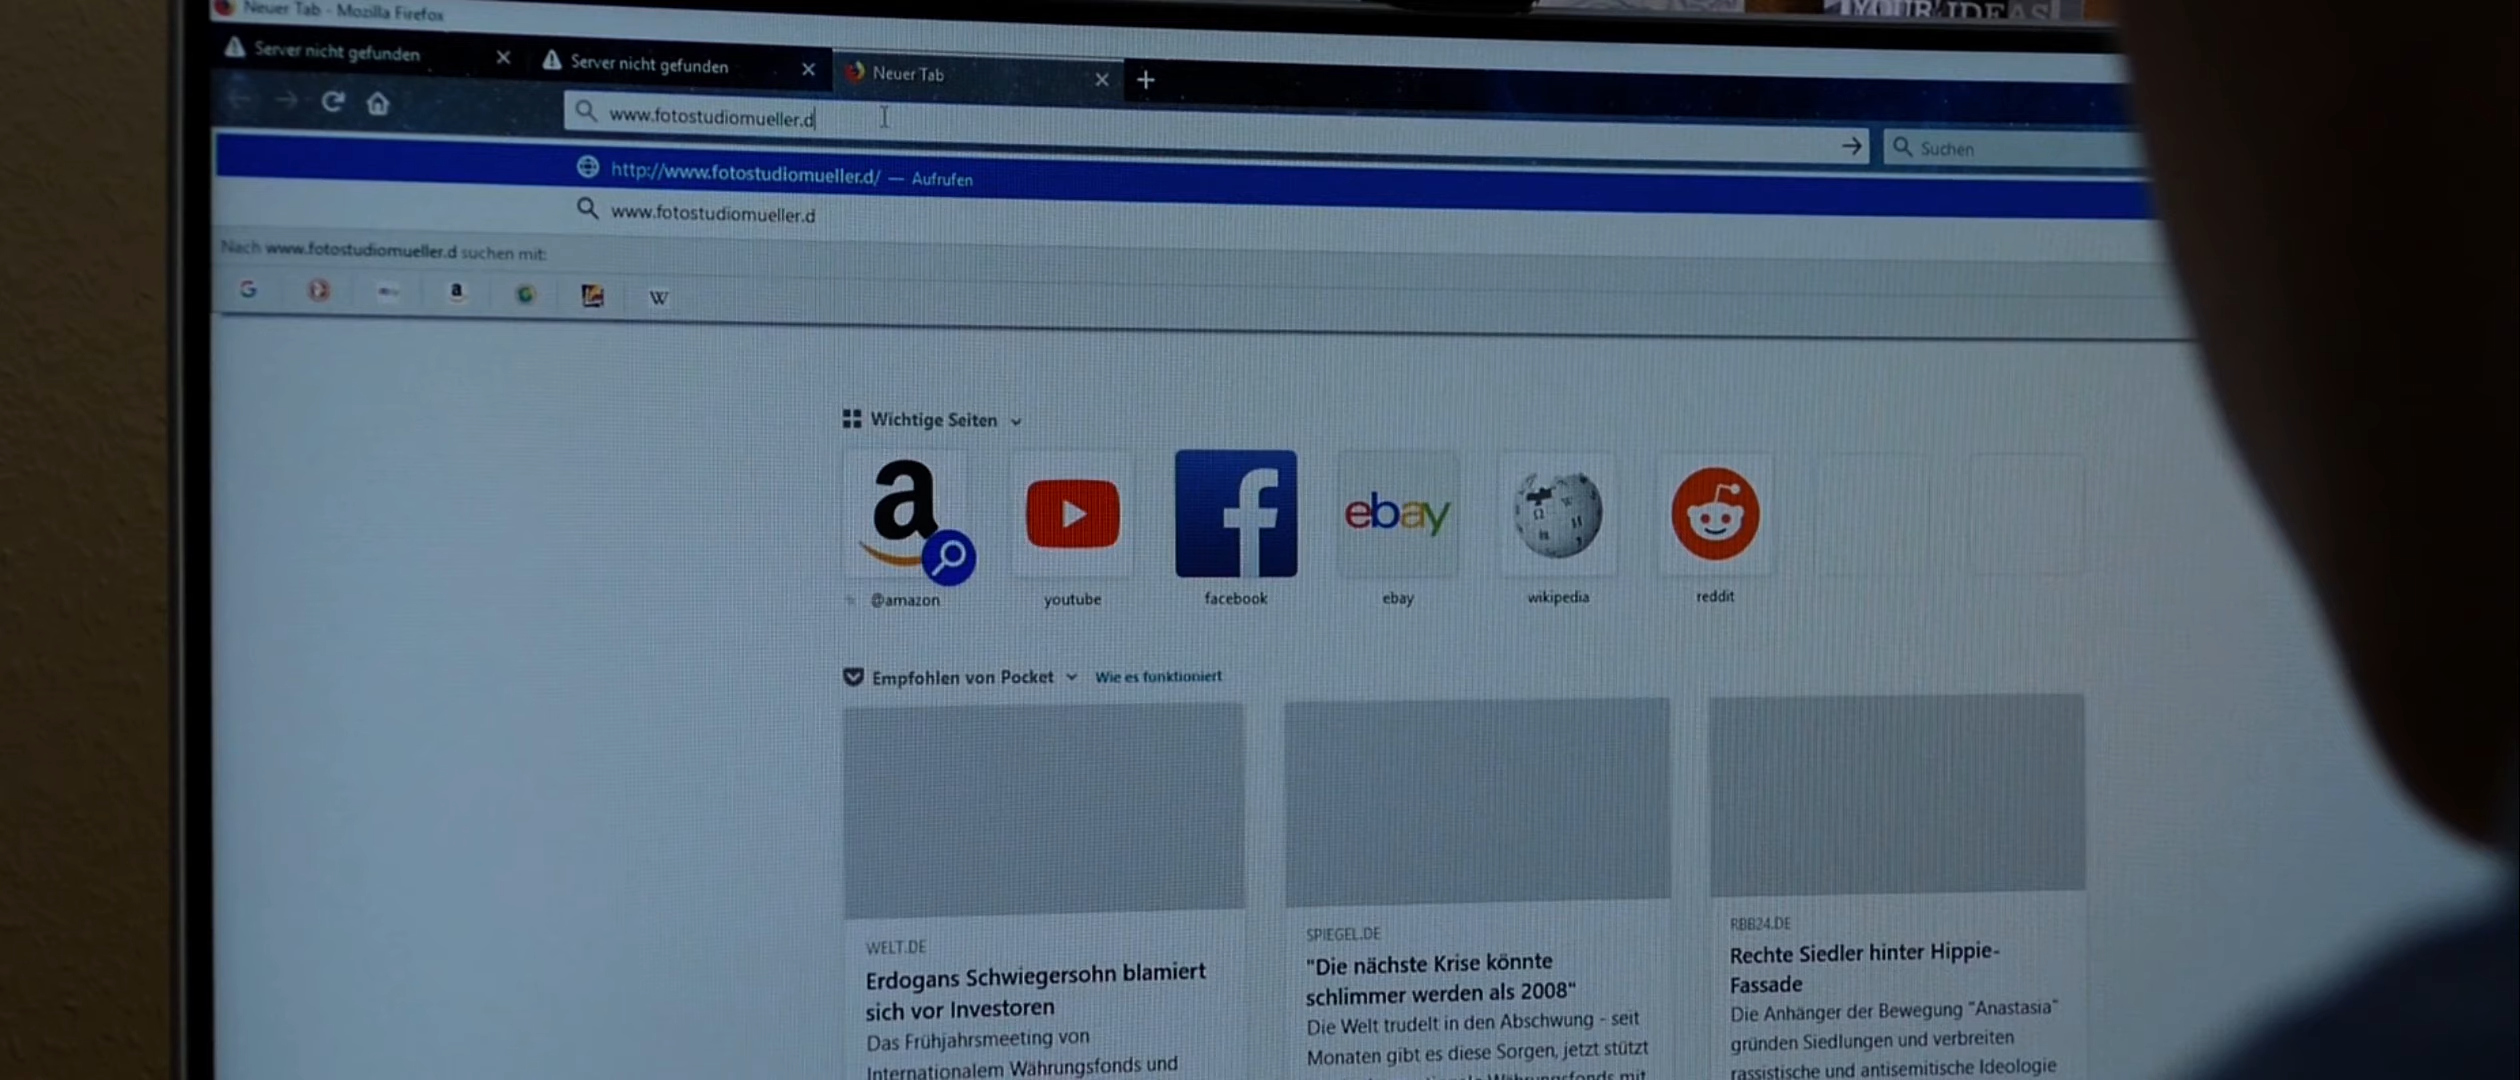 YOUR IDEAS
Neuer Tab - Mozilla Firefox
Server nicht gefunden
Server nicht gefunden
Neuer Tab
www.fotostudiomueller.d
Suchen
http://www.fotostudiomueller.d/ — Aufrufen
www.fotostudiomueller.d
Nach www.fotostudiomueller.d suchen mit:
G
a
W
Wichtige Seiten
a
f
ebay
@amazon
youtube
facebook
ebay
wikipedia
reddit
Empfohlen von Pocket
Wie es funktioniert
WELT.DE
Erdogans Schwiegersohn blamiert
sich vor Investoren
Das Frühjahrsmeeting von
Internationalem Währungsfonds und
SPIEGEL.DE
"Die nächste Krise könnte
schlimmer werden als 2008"
Die Welt trudelt in den Abschwung - seit
Monaten gibt es diese Sorgen, jetzt stützt
Währungsfonds mit
RBB24.DE
Rechte Siedler hinter Hippie-
Fassade
Die Anhänger der Bewegung "Anastasia"
gründen Siedlungen und verbreiten
rassistische und antisemitische Ideologie